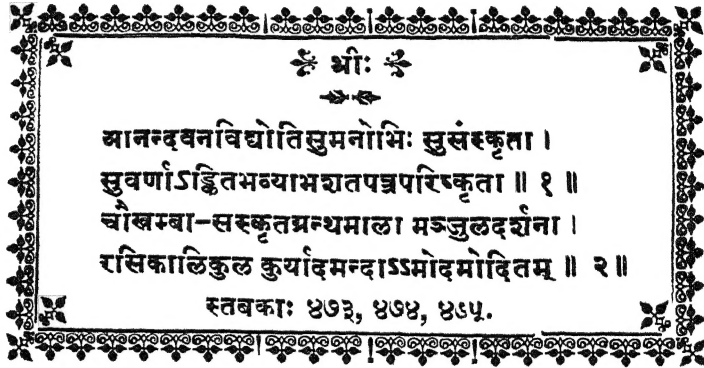 श्रीः
आनन्दवनविद्योतिसुमनोभिः सुसंस्कृता ।
सुवर्णाऽङ्कितभव्याभशतपत्रपरिष्कृता ॥ १ ॥
चौखम्बा-सस्कृतग्रन्थमाला मञ्जुलदर्शना ।
रसिकालिकुल कुर्यादमन्दाऽऽमोदमोदितम् ॥ २ ॥
स्तबकाः ४७३, ४७४, ४७५.